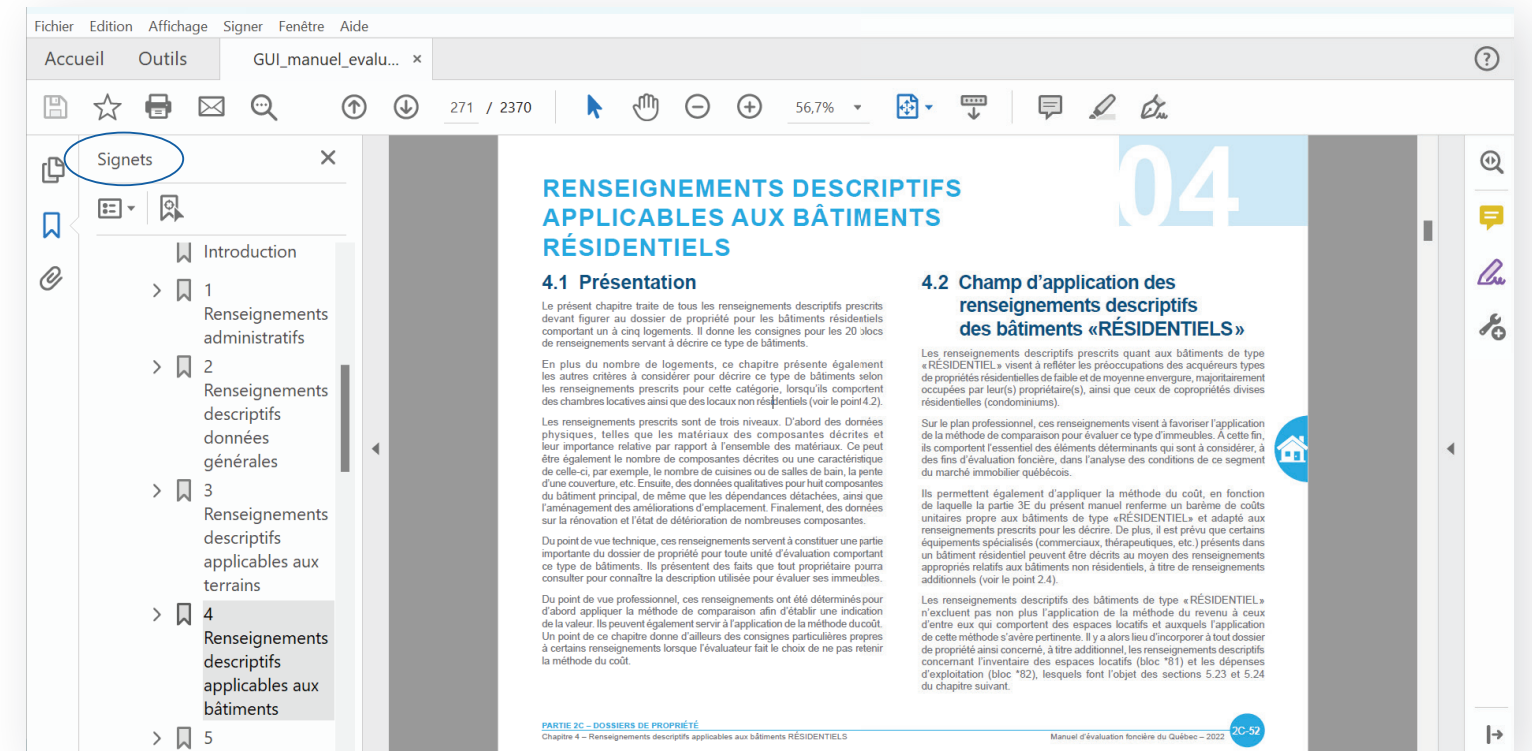 Fichier Edition Affichage Signer Fenêtre Aide
Accueil Outils GUI_manuel_evalu... ×
271 / 2370 56,7%
Signets
Introduction
1
Renseignements
administratifs
2
Renseignements
descriptifs
données
générales
3
Renseignements
descriptifs
applicables aux
terrains
4
Renseignements
descriptifs
applicables aux
bâtiments
5
04
RENSEIGNEMENTS DESCRIPTIFS
APPLICABLES AUX BÂTIMENTS
RÉSIDENTIELS
4.1 Présentation
Le présent chapitre traite de tous les renseignements descriptifs prescrits
devant figurer au dossier de propriété pour les bâtiments résidentiels
comportant un à cinq logements. Il donne les consignes pour les 20 blocs
de renseignements servant à décrire ce type de bâtiments.
En plus du nombre de logements, ce chapitre présente également
les autres critères à considérer pour décrire ce type de bâtiments selon
les renseignements prescrits pour cette catégorie, lorsqu'ils comportent
des chambres locatives ainsi que des locaux non résidentiels (voir le point 4.2).
Les renseignements prescrits sont de trois niveaux. D'abord des données
physiques, telles que les matériaux des composantes décrites et
leur importance relative par rapport à l'ensemble des matériaux. Ce peut
être également le nombre de composantes décrites ou une caractéristique
de celle-ci, par exemple, le nombre de cuisines ou de salles de bain, la pente
d'une couverture, etc. Ensuite, des données qualitatives pour huit composantes
du bâtiment principal, de même que les dépendances détachées, ainsi que
l'aménagement des améliorations d'emplacement. Finalement, des données
sur la rénovation et l'état de détérioration de nombreuses composantes.
Du point de vue technique, ces renseignements servent à constituer une partie
importante du dossier de propriété pour toute unité d'évaluation comportant
ce type de bâtiments. Ils présentent des faits que tout propriétaire pourra
consulter pour connaître la description utilisée pour évaluer ses immeubles.
Du point de vue professionnel, ces renseignements ont été déterminés pour
d'abord appliquer la méthode de comparaison afin d'établir une indication
de la valeur. Ils peuvent également servir à l'application de la méthode du coût.
Un point de ce chapitre donne d'ailleurs des consignes particulières propres
à certains renseignements lorsque l'évaluateur fait le choix de ne pas retenir
la méthode du coût.
4.2 Champ d'application des
renseignements descriptifs
des bâtiments «RÉSIDENTIELS»
Les renseignements descriptifs prescrits quant aux bâtiments de type
«RÉSIDENTIEL» visent à refléter les préoccupations des acquéreurs types
de propriétés résidentielles de faible et de moyenne envergure, majoritairement
occupées par leur(s) propriétaire(s), ainsi que ceux de copropriétés divises
résidentielles (condominiums).
Sur le plan professionnel, ces renseignements visent à favoriser l'application
de la méthode de comparaison pour évaluer ce type d'immeubles. À cette fin,
ils comportent l'essentiel des éléments déterminants qui sont à considérer, à
des fins d'évaluation foncière, dans l'analyse des conditions de ce segment
du marché immobilier québécois.
Ils permettent également d'appliquer la méthode du coût, en fonction
de laquelle la partie 3E du présent manuel renferme un barème de coûts
unitaires propre aux bâtiments de type «RÉSIDENTIEL» et adapté aux
renseignements prescrits pour les décrire. De plus, il est prévu que certains
équipements spécialisés (commerciaux, thérapeutiques, etc.) présents dans
un bâtiment résidentiel peuvent être décrits au moyen des renseignements
appropriés relatifs aux bâtiments non résidentiels, à titre de renseignements
additionnels (voir le point 2.4).
Les renseignements descriptifs des bâtiments de type «RÉSIDENTIEL»
n'excluent pas non plus l'application de la méthode du revenu à ceux
d'entre eux qui comportent des espaces locatifs et auxquels l'application
de cette méthode s'avère pertinente. Il y a alors lieu d'incorporer à tout dossier
de propriété ainsi concerné, à titre additionnel, les renseignements descriptifs
concernant l'inventaire des espaces locatifs (bloc *81) et les dépenses
d'exploitation (bloc *82), lesquels font l'objet des sections 5.23 et 5.24
du chapitre suivant.
PARTIE 2C – DOSSIERS DE PROPRIÉTÉ
Chapitre 4 – Renseignements descriptifs applicables aux bâtiments RÉSIDENTIELS
Manuel d'évaluation foncière du Québec – 2022 2C-52